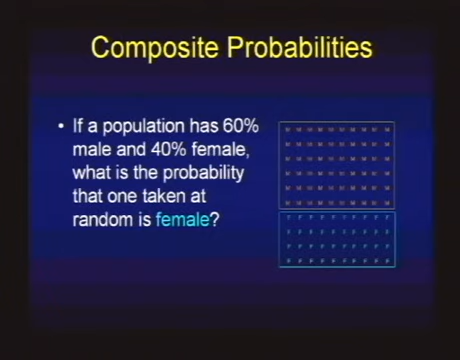 Composite Probabilities
• If a population has 60%
male and 40% female,
what is the probability
that one taken at
random is female?
M M M M M M M M M M
M M M M M M M M M M
M M M M M M M M M M
M M M M M M M M M M
M M M M M M M M M M
M M M M M M M M M M
F F F F F F F F F F
F F F F F F F F F F
F F F F F F F F F F
F F F F F F F F F F